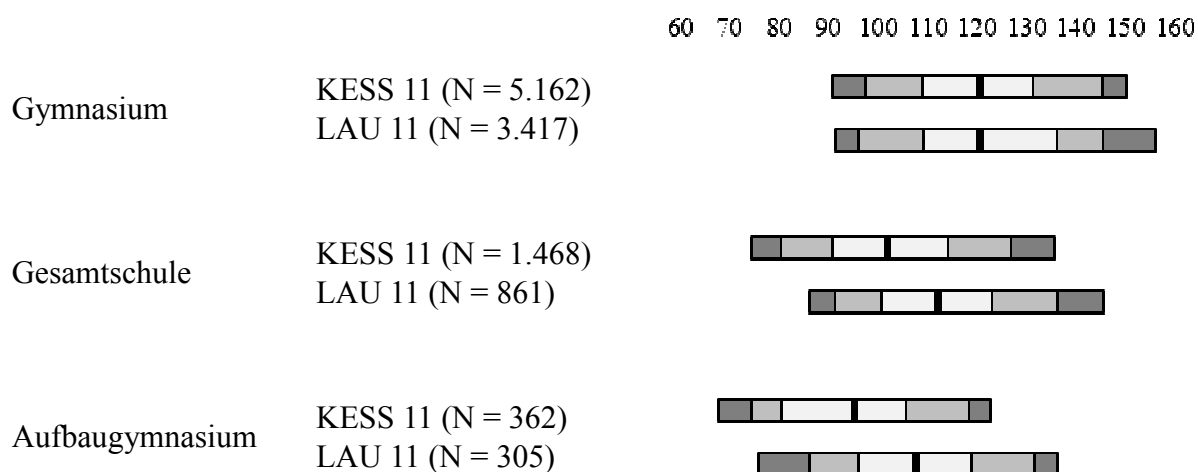 60 70 80 90 100 110 120 130 140 150 160
Gymnasium
KESS 11 (N = 5.162)
LAU 11 (N = 3.417)
Gesamtschule
KESS 11 (N = 1.468)
LAU 11 (N = 861)
Aufbaugymnasium
KESS 11 (N = 362)
LAU 11 (N = 305)